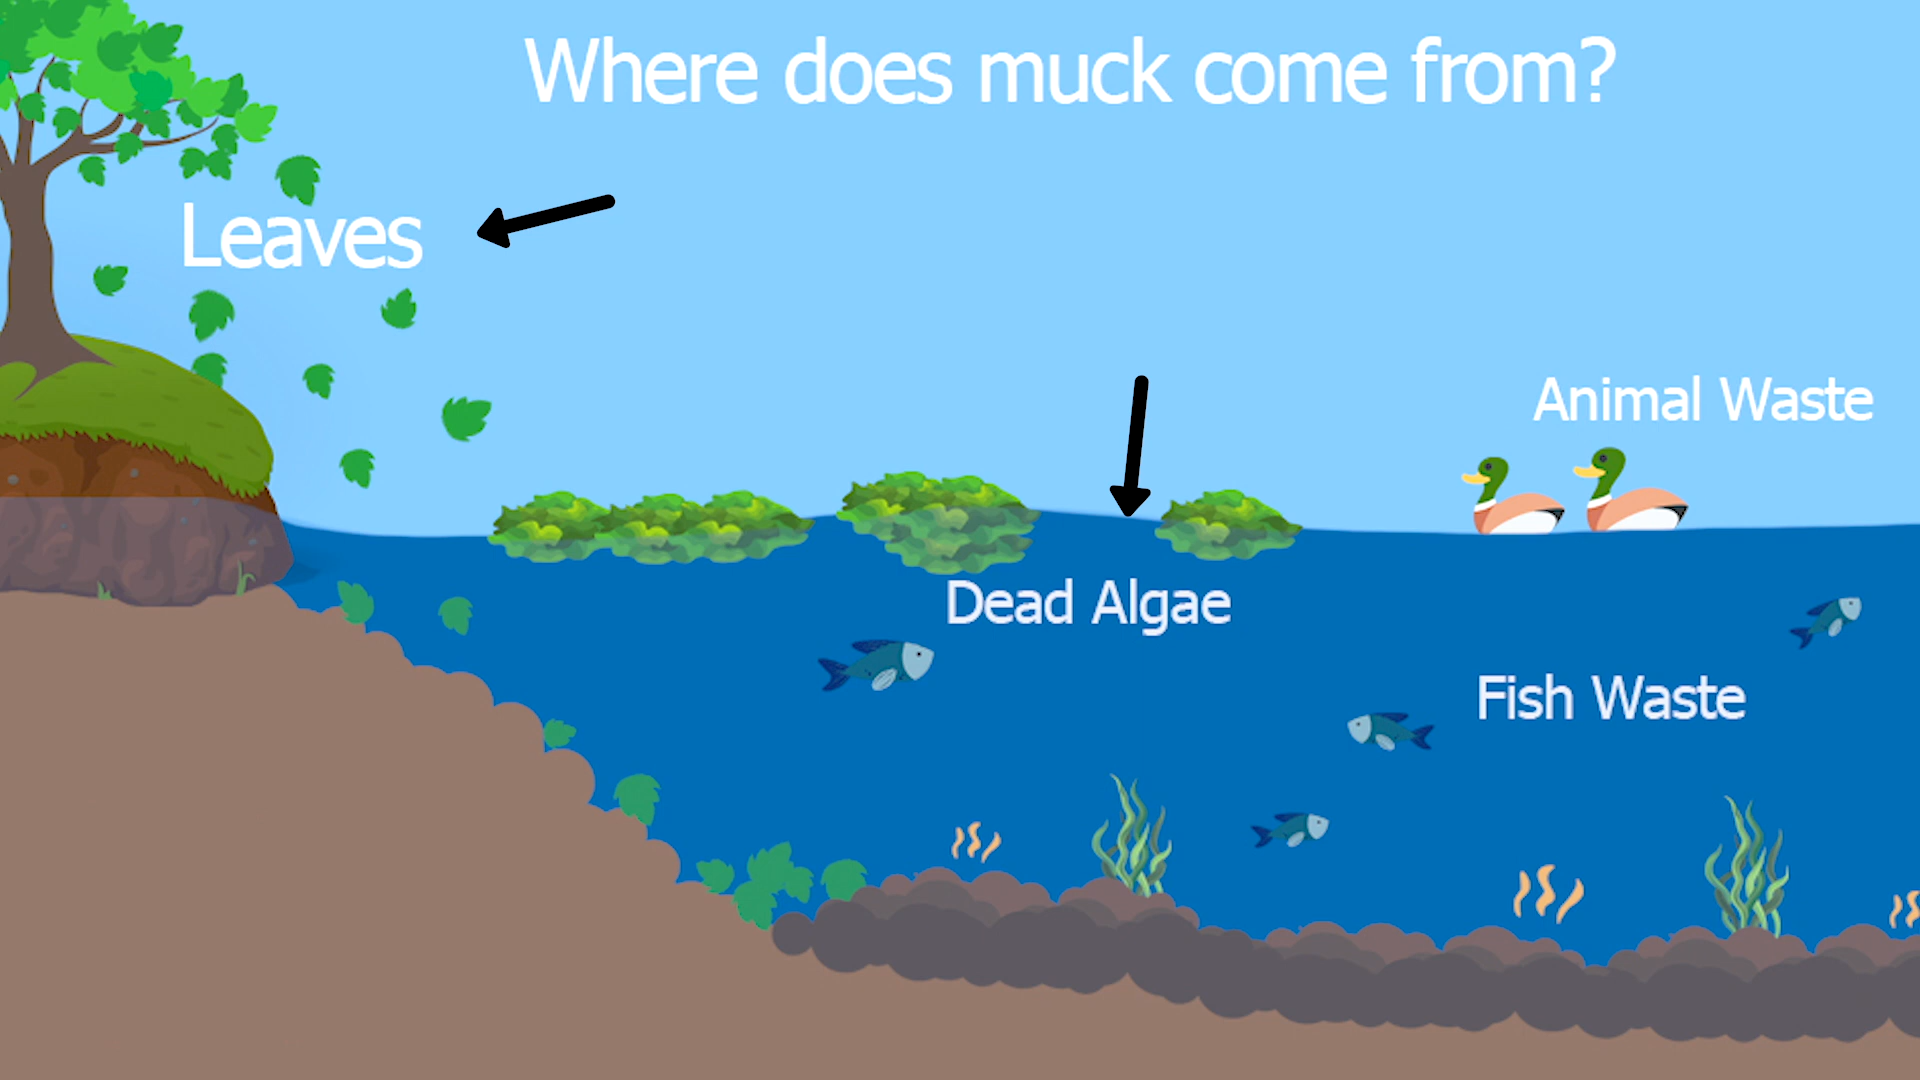 Where does muck come from?
Leaves
Animal Waste
Dead Algae
Fish Waste